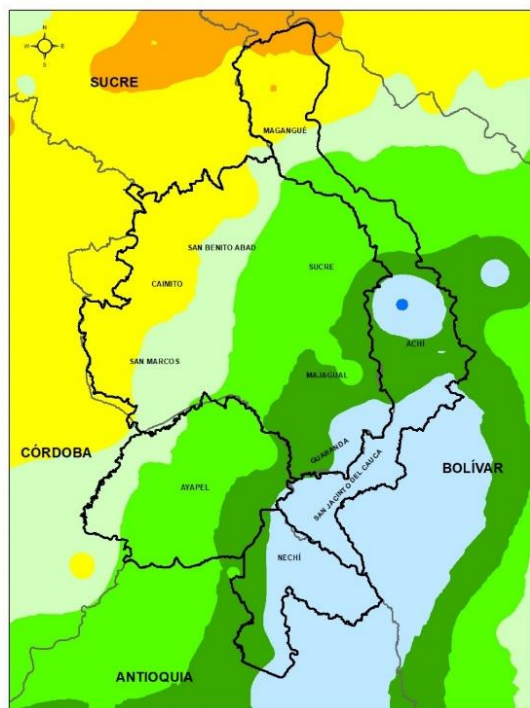 N
W E
S
SUCRE
MAGANGUÉ
SAN BENITO ABAD
SUCRE
CAIMITO
ACHÍ
SAN MARCOS
MAJAGUAL
GUARANDA
CÓRDOBA
SAN JACINTO DEL CAUCA
BOLÍVAR
AYAPEL
NECHÍ
ANTIOQUIA